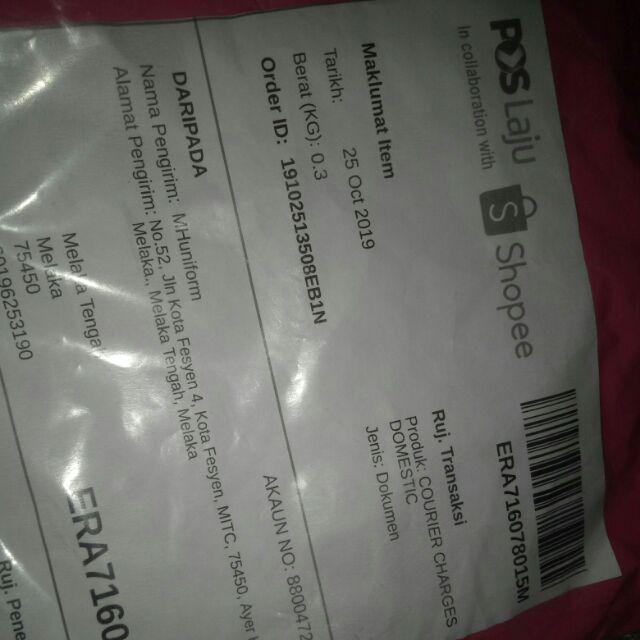 POS Laju
In collaboration with Shopee
ERA716078015M
Maklumat Item
Tarikh: 25 Oct 2019
Berat (KG): 0.3
Order ID: 19102513508EB1N
Ruj. Transaksi
Produk: COURIER CHARGES
DOMESTIC
Jenis: Dokumen
AKAUN NO: 8800472
DARIPADA
Nama Pengirim: M.Huniform
Alamat Pengirim: No.52, Jln Kota Fesyen 4, Kota Fesyen, MITC, 75450, Ayer
Melaka,, Melaka Tengah, Melaka
Melaka Tengah
Melaka
75450
0196253190
ERA7160
Ruj. Pene